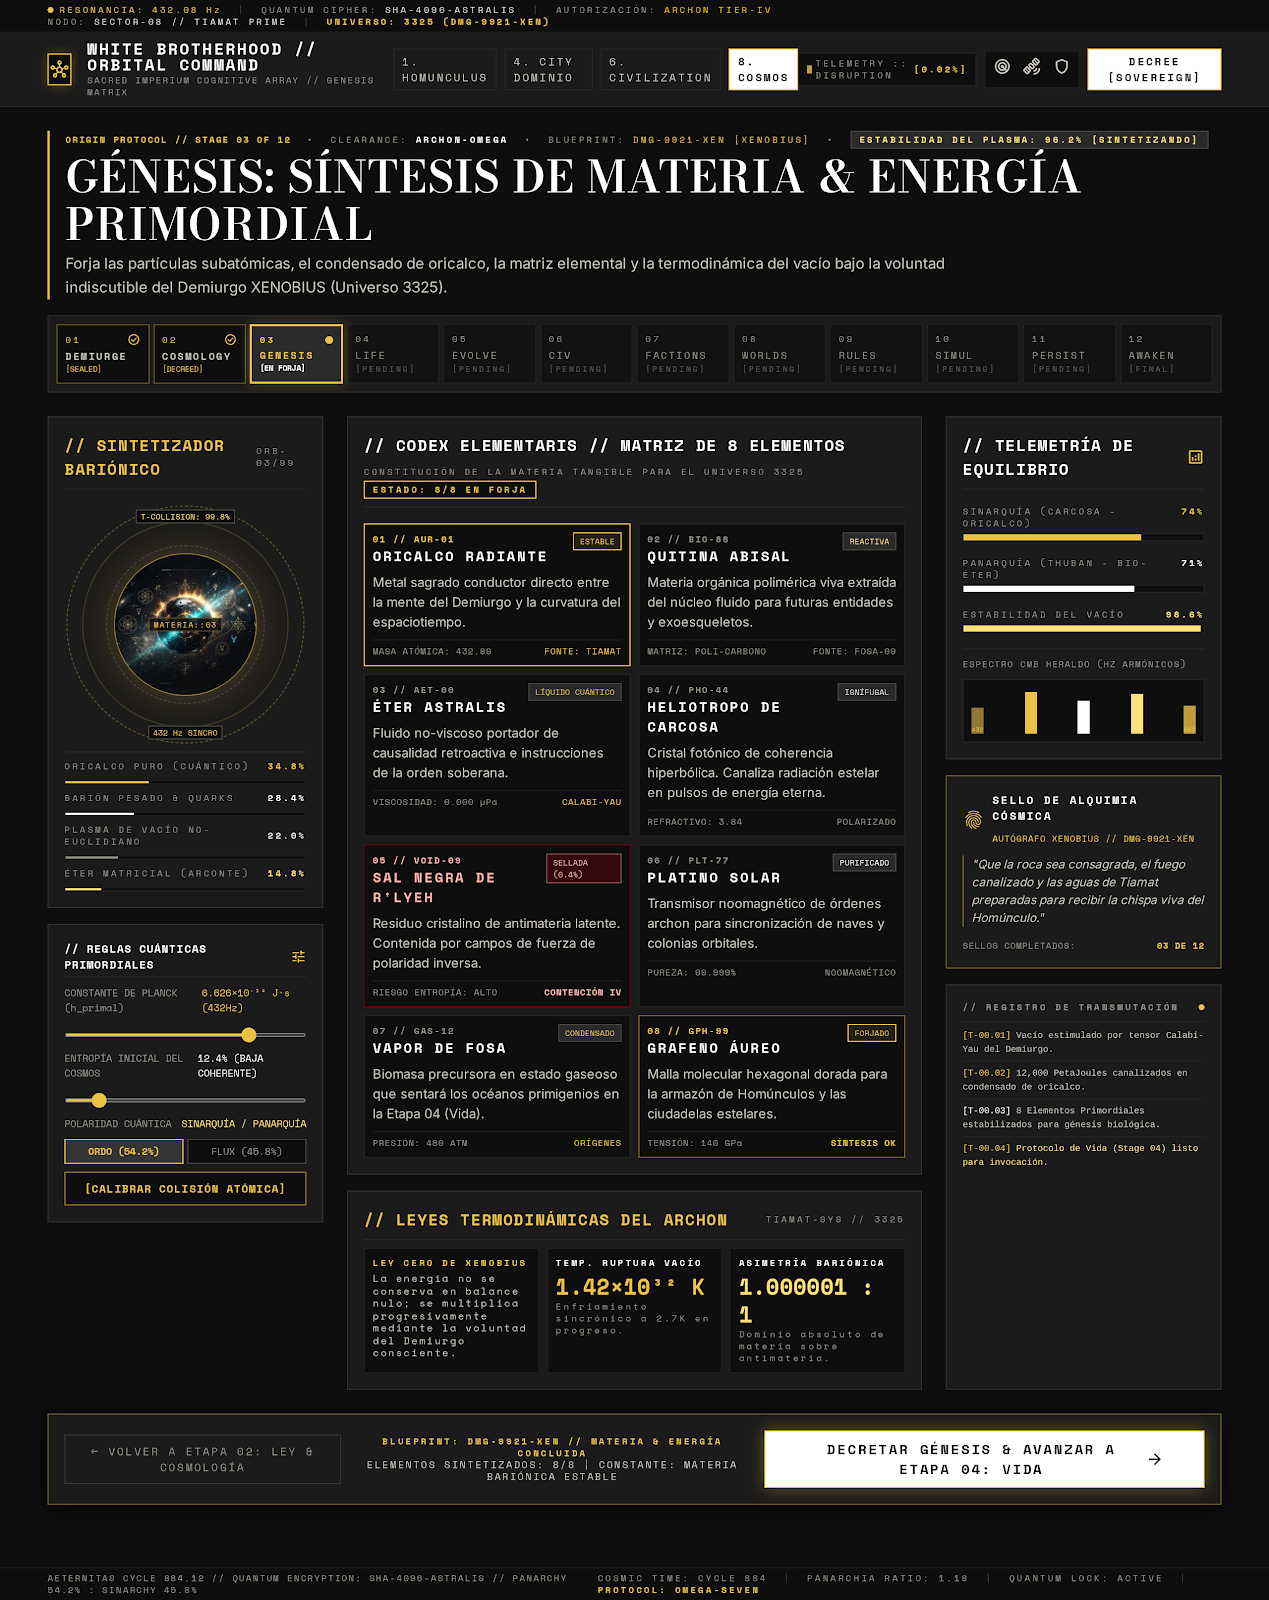 RESONANCIA: 432.08 Hz | QUANTUM CIPHER: SHA-4096-ASTRALIS | AUTORIZACIÓN: ARCHON TIER-IV
NODO: SECTOR-08 // TIAMAT PRIME | UNIVERSO: 3325 (DMG-9921-XEN)
WHITE BROTHERHOOD //
ORBITAL COMMAND
SACRED IMPERIUM COGNITIVE ARRAY // GENESIS
MATRIX
1.
HOMUNCULUS
4. CITY
DOMINIO
6.
CIVILIZATION
8.
COSMOS
TELEMETRY ::
DISRUPTION
[0.02%]
DECREE
[SOVEREIGN]
ORIGIN PROTOCOL // STAGE 03 OF 12 • CLEARANCE: ARCHON-OMEGA • BLUEPRINT: DMG-9921-XEN [XENOBIUS] • ESTABILIDAD DEL PLASMA: 96.2% [SINTETIZANDO]
GÉNESIS: SÍNTESIS DE MATERIA & ENERGÍA
PRIMORDIAL
Forja las partículas subatómicas, el condensado de oricalco, la matriz elemental y la termodinámica del vacío bajo la voluntad
indiscutible del Demiurgo XENOBIUS (Universo 3325).
01
DEMIURGE
[SEALED]
02
COSMOLOGY
[DECREED]
03
GENESIS
[EN FORJA]
04
LIFE
[PENDING]
05
EVOLVE
[PENDING]
06
CIV
[PENDING]
07
FACTIONS
[PENDING]
08
WORLDS
[PENDING]
09
RULES
[PENDING]
10
SIMUL
[PENDING]
11
PERSIST
[PENDING]
12
AWAKEN
[FINAL]
// SINTETIZADOR
BARIÓNICO
ORB-
03/99
T-COLLISION: 99.8%
MATERIA::03
432 Hz SINCRO
ORICALCO PURO (CUÁNTICO) 34.8%
BARIÓN PESADO & QUARKS 28.4%
PLASMA DE VACÍO NO-
EUCLIDIANO
22.0%
ÉTER MATRICIAL (ARCONTE) 14.8%
// REGLAS CUÁNTICAS
PRIMORDIALES
CONSTANTE DE PLANCK
(h_primal)
6.626×10⁻³⁴ J·s
(432Hz)
ENTROPÍA INICIAL DEL
COSMOS
12.4% (BAJA
COHERENTE)
POLARIDAD CUÁNTICA SINARQUÍA / PANARQUÍA
ORDO (54.2%)
FLUX (45.8%)
[CALIBRAR COLISIÓN ATÓMICA]
// CODEX ELEMENTARIS // MATRIZ DE 8 ELEMENTOS
CONSTITUCIÓN DE LA MATERIA TANGIBLE PARA EL UNIVERSO 3325
ESTADO: 8/8 EN FORJA
01 // AUR-01
ESTABLE
ORICALCO RADIANTE
Metal sagrado conductor directo entre
la mente del Demiurgo y la curvatura del
espaciotiempo.
MASA ATÓMICA: 432.89 FONTE: TIAMAT
02 // BIO-88
REACTIVA
QUITINA ABISAL
Materia orgánica polimérica viva extraída
del núcleo fluido para futuras entidades
y exoesqueletos.
MATRIZ: POLI-CARBONO FONTE: FOSA-09
03 // AET-00
LÍQUIDO CUÁNTICO
ÉTER ASTRALIS
Fluido no-viscoso portador de
causalidad retroactiva e instrucciones
de la orden soberana.
VISCOSIDAD: 0.000 µPa CALABI-YAU
04 // PHO-44
IGNÍFUGAL
HELIOTROPO DE
CARCOSA
Cristal fotónico de coherencia
hiperbólica. Canaliza radiación estelar
en pulsos de energía eterna.
REFRACTIVO: 3.84 POLARIZADO
05 // VOID-09
SELLADA
(0.4%)
SAL NEGRA DE
R'LYEH
Residuo cristalino de antimateria latente.
Contenida por campos de fuerza de
polaridad inversa.
RIESGO ENTROPÍA: ALTO CONTENCIÓN IV
06 // PLT-77
PURIFICADO
PLATINO SOLAR
Transmisor noomagnético de órdenes
archon para sincronización de naves y
colonias orbitales.
PUREZA: 99.999% NOOMAGNÉTICO
07 // GAS-12
CONDENSADO
VAPOR DE FOSA
Biomasa precursora en estado gaseoso
que sentará los océanos primigenios en
la Etapa 04 (Vida).
PRESIÓN: 480 ATM ORÍGENES
08 // GPH-99
FORJADO
GRAFENO ÁUREO
Malla molecular hexagonal dorada para
la armazón de Homúnculos y las
ciudadelas estelares.
TENSIÓN: 140 GPa SÍNTESIS OK
// LEYES TERMODINÁMICAS DEL ARCHON
TIAMAT-SYS // 3325
LEY CERO DE XENOBIUS
La energía no se
conserva en balance
nulo; se multiplica
progresivamente
mediante la voluntad
del Demiurgo
consciente.
TEMP. RUPTURA VACÍO
1.42×10³² K
Enfriamiento
sincrónico a 2.7K en
progreso.
ASIMETRÍA BARIÓNICA
1.000001 :
1
Dominio absoluto de
materia sobre
antimateria.
// TELEMETRÍA DE
EQUILIBRIO
SINARQUÍA (CARCOSA -
ORICALCO)
74%
PANARQUÍA (THUBAN - BIO-
ÉTER)
71%
ESTABILIDAD DEL VACÍO 98.6%
ESPECTRO CMB HERALDO (HZ ARMÓNICOS)
SELLO DE ALQUIMIA
CÓSMICA
AUTÓGRAFO XENOBIUS // DMG-9921-XEN
"Que la roca sea consagrada, el fuego
canalizado y las aguas de Tiamat
preparadas para recibir la chispa viva del
Homúnculo."
SELLOS COMPLETADOS: 03 DE 12
// REGISTRO DE TRANSMUTACIÓN
[T-00.01] Vacío estimulado por tensor Calabi-
Yau del Demiurgo.
[T-00.02] 12,000 PetaJoules canalizados en
condensado de oricalco.
[T-00.03] 8 Elementos Primordiales
estabilizados para génesis biológica.
[T-00.04] Protocolo de Vida (Stage 04) listo
para invocación.
← VOLVER A ETAPA 02: LEY &
COSMOLOGÍA
BLUEPRINT: DMG-9921-XEN // MATERIA & ENERGÍA
CONCLUIDA
ELEMENTOS SINTETIZADOS: 8/8 | CONSTANTE: MATERIA
BARIÓNICA ESTABLE
DECRETAR GÉNESIS & AVANZAR A
ETAPA 04: VIDA →
AETERNITAS CYCLE 884.12 // QUANTUM ENCRYPTION: SHA-4096-ASTRALIS // PANARCHY
54.2% : SINARCHY 45.8%
COSMIC TIME: CYCLE 884 | PANARCHIA RATIO: 1.18 | QUANTUM LOCK: ACTIVE |
PROTOCOL: OMEGA-SEVEN